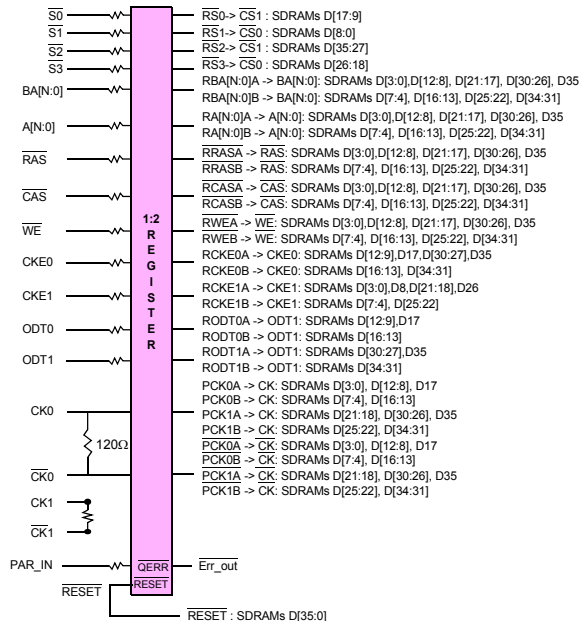 S0
S1
S2
S3
BA[N:0]
A[N:0]
RAS
CAS
WE
CKE0
CKE1
ODT0
ODT1
CK0
120Ω
CK0
CK1
CK1
PAR_IN
RESET
1:2
R
E
G
I
S
T
E
R
QERR
RESET
RS0-> CS1 : SDRAMs D[17:9]
RS1-> CS0 : SDRAMs D[8:0]
RS2-> CS1 : SDRAMs D[35:27]
RS3-> CS0 : SDRAMs D[26:18]
RBA[N:0]A -> BA[N:0]: SDRAMs D[3:0],D[12:8], D[21:17], D[30:26], D35
RBA[N:0]B -> BA[N:0]: SDRAMs D[7:4], D[16:13], D[25:22], D[34:31]
RA[N:0]A -> A[N:0]: SDRAMs D[3:0],D[12:8], D[21:17], D[30:26], D35
RA[N:0]B -> A[N:0]: SDRAMs D[7:4], D[16:13], D[25:22], D[34:31]
RRASA -> RAS: SDRAMs D[3:0],D[12:8], D[21:17], D[30:26], D35
RRASB -> RAS: SDRAMs D[7:4], D[16:13], D[25:22], D[34:31]
RCASA -> CAS: SDRAMs D[3:0],D[12:8], D[21:17], D[30:26], D35
RCASB -> CAS: SDRAMs D[7:4], D[16:13], D[25:22], D[34:31]
RWEA -> WE: SDRAMs D[3:0],D[12:8], D[21:17], D[30:26], D35
RWEB -> WE: SDRAMs D[7:4], D[16:13], D[25:22], D[34:31]
RCKE0A -> CKE0: SDRAMs D[12:9],D17,D[30:27],D35
RCKE0B -> CKE0: SDRAMs D[16:13], D[34:31]
RCKE1A -> CKE1: SDRAMs D[3:0],D8,D[21:18],D26
RCKE1B -> CKE1: SDRAMs D[7:4], D[25:22]
RODT0A -> ODT1: SDRAMs D[12:9],D17
RODT0B -> ODT1: SDRAMs D[16:13]
RODT1A -> ODT1: SDRAMs D[30:27],D35
RODT1B -> ODT1: SDRAMs D[34:31]
PCK0A -> CK: SDRAMs D[3:0], D[12:8], D17
PCK0B -> CK: SDRAMs D[7:4], D[16:13]
PCK1A -> CK: SDRAMs D[21:18], D[30:26], D35
PCK1B -> CK: SDRAMs D[25:22], D[34:31]
PCK0A -> CK: SDRAMs D[3:0], D[12:8], D17
PCK0B -> CK: SDRAMs D[7:4], D[16:13]
PCK1A -> CK: SDRAMs D[21:18], D[30:26], D35
PCK1B -> CK: SDRAMs D[25:22], D[34:31]
Err_out
RESET : SDRAMs D[35:0]